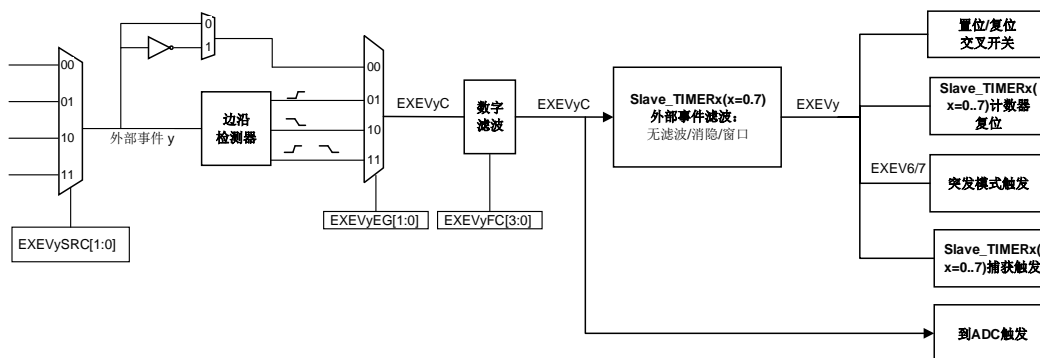 00
01
10
11
EXEVySRC[1:0]
外部事件 y
0
1
边沿
检测器
00
01
10
11
EXEVyEG[1:0]
EXEVyC
数字
滤波
EXEVyFC[3:0]
EXEVyC
Slave_TIMERx(x=0.7)
外部事件滤波：
无滤波/消隐/窗口
EXEVy
EXEV6/7
置位/复位
交叉开关
Slave_TIMERx(
x=0..7)计数器
复位
突发模式触发
Slave_TIMERx(
x=0..7)捕获触发
到ADC触发